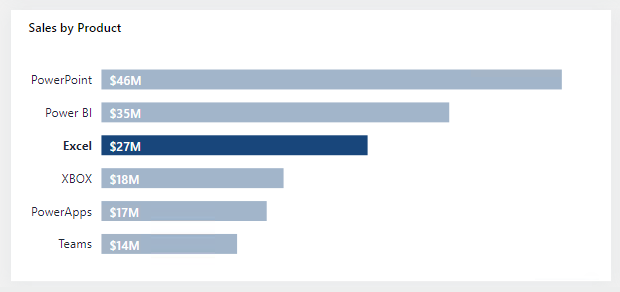 Sales by Product
PowerPoint $46M
Power BI $35M
Excel $27M
XBOX $18M
PowerApps $17M
Teams $14M